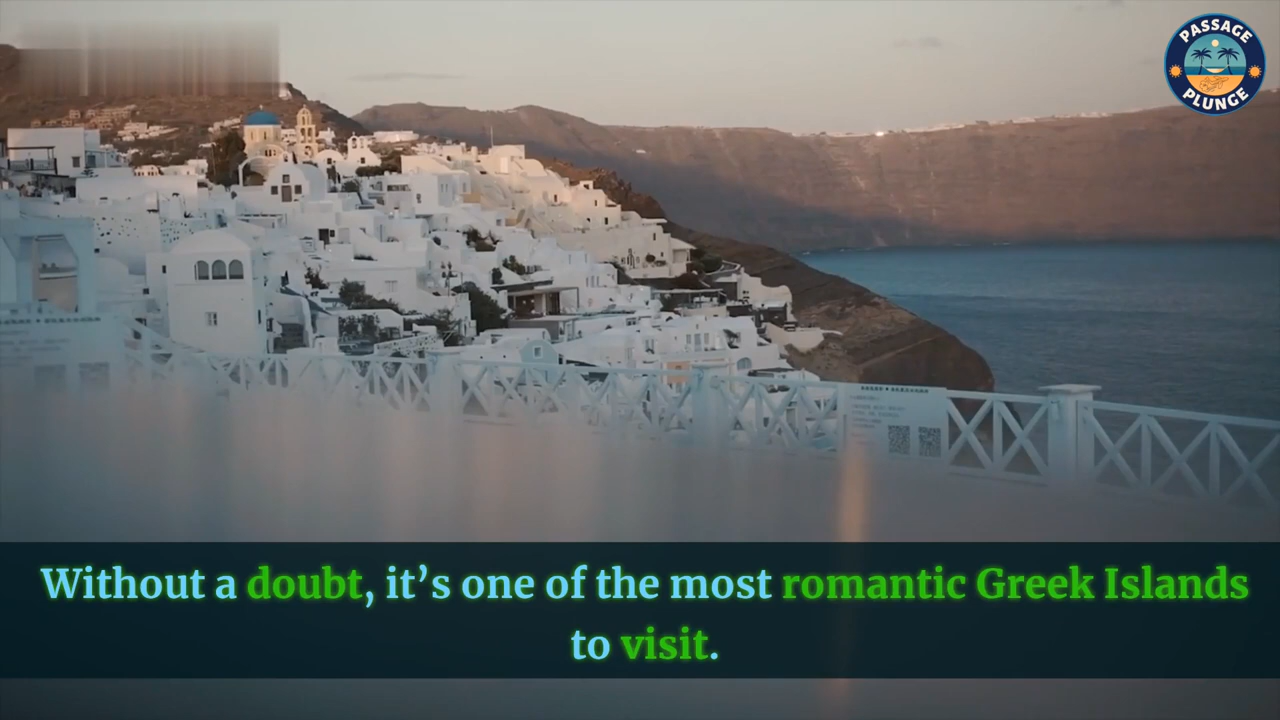 PASSAGE
PLUNGE
Without a doubt, it’s one of the most romantic Greek Islands
to visit.